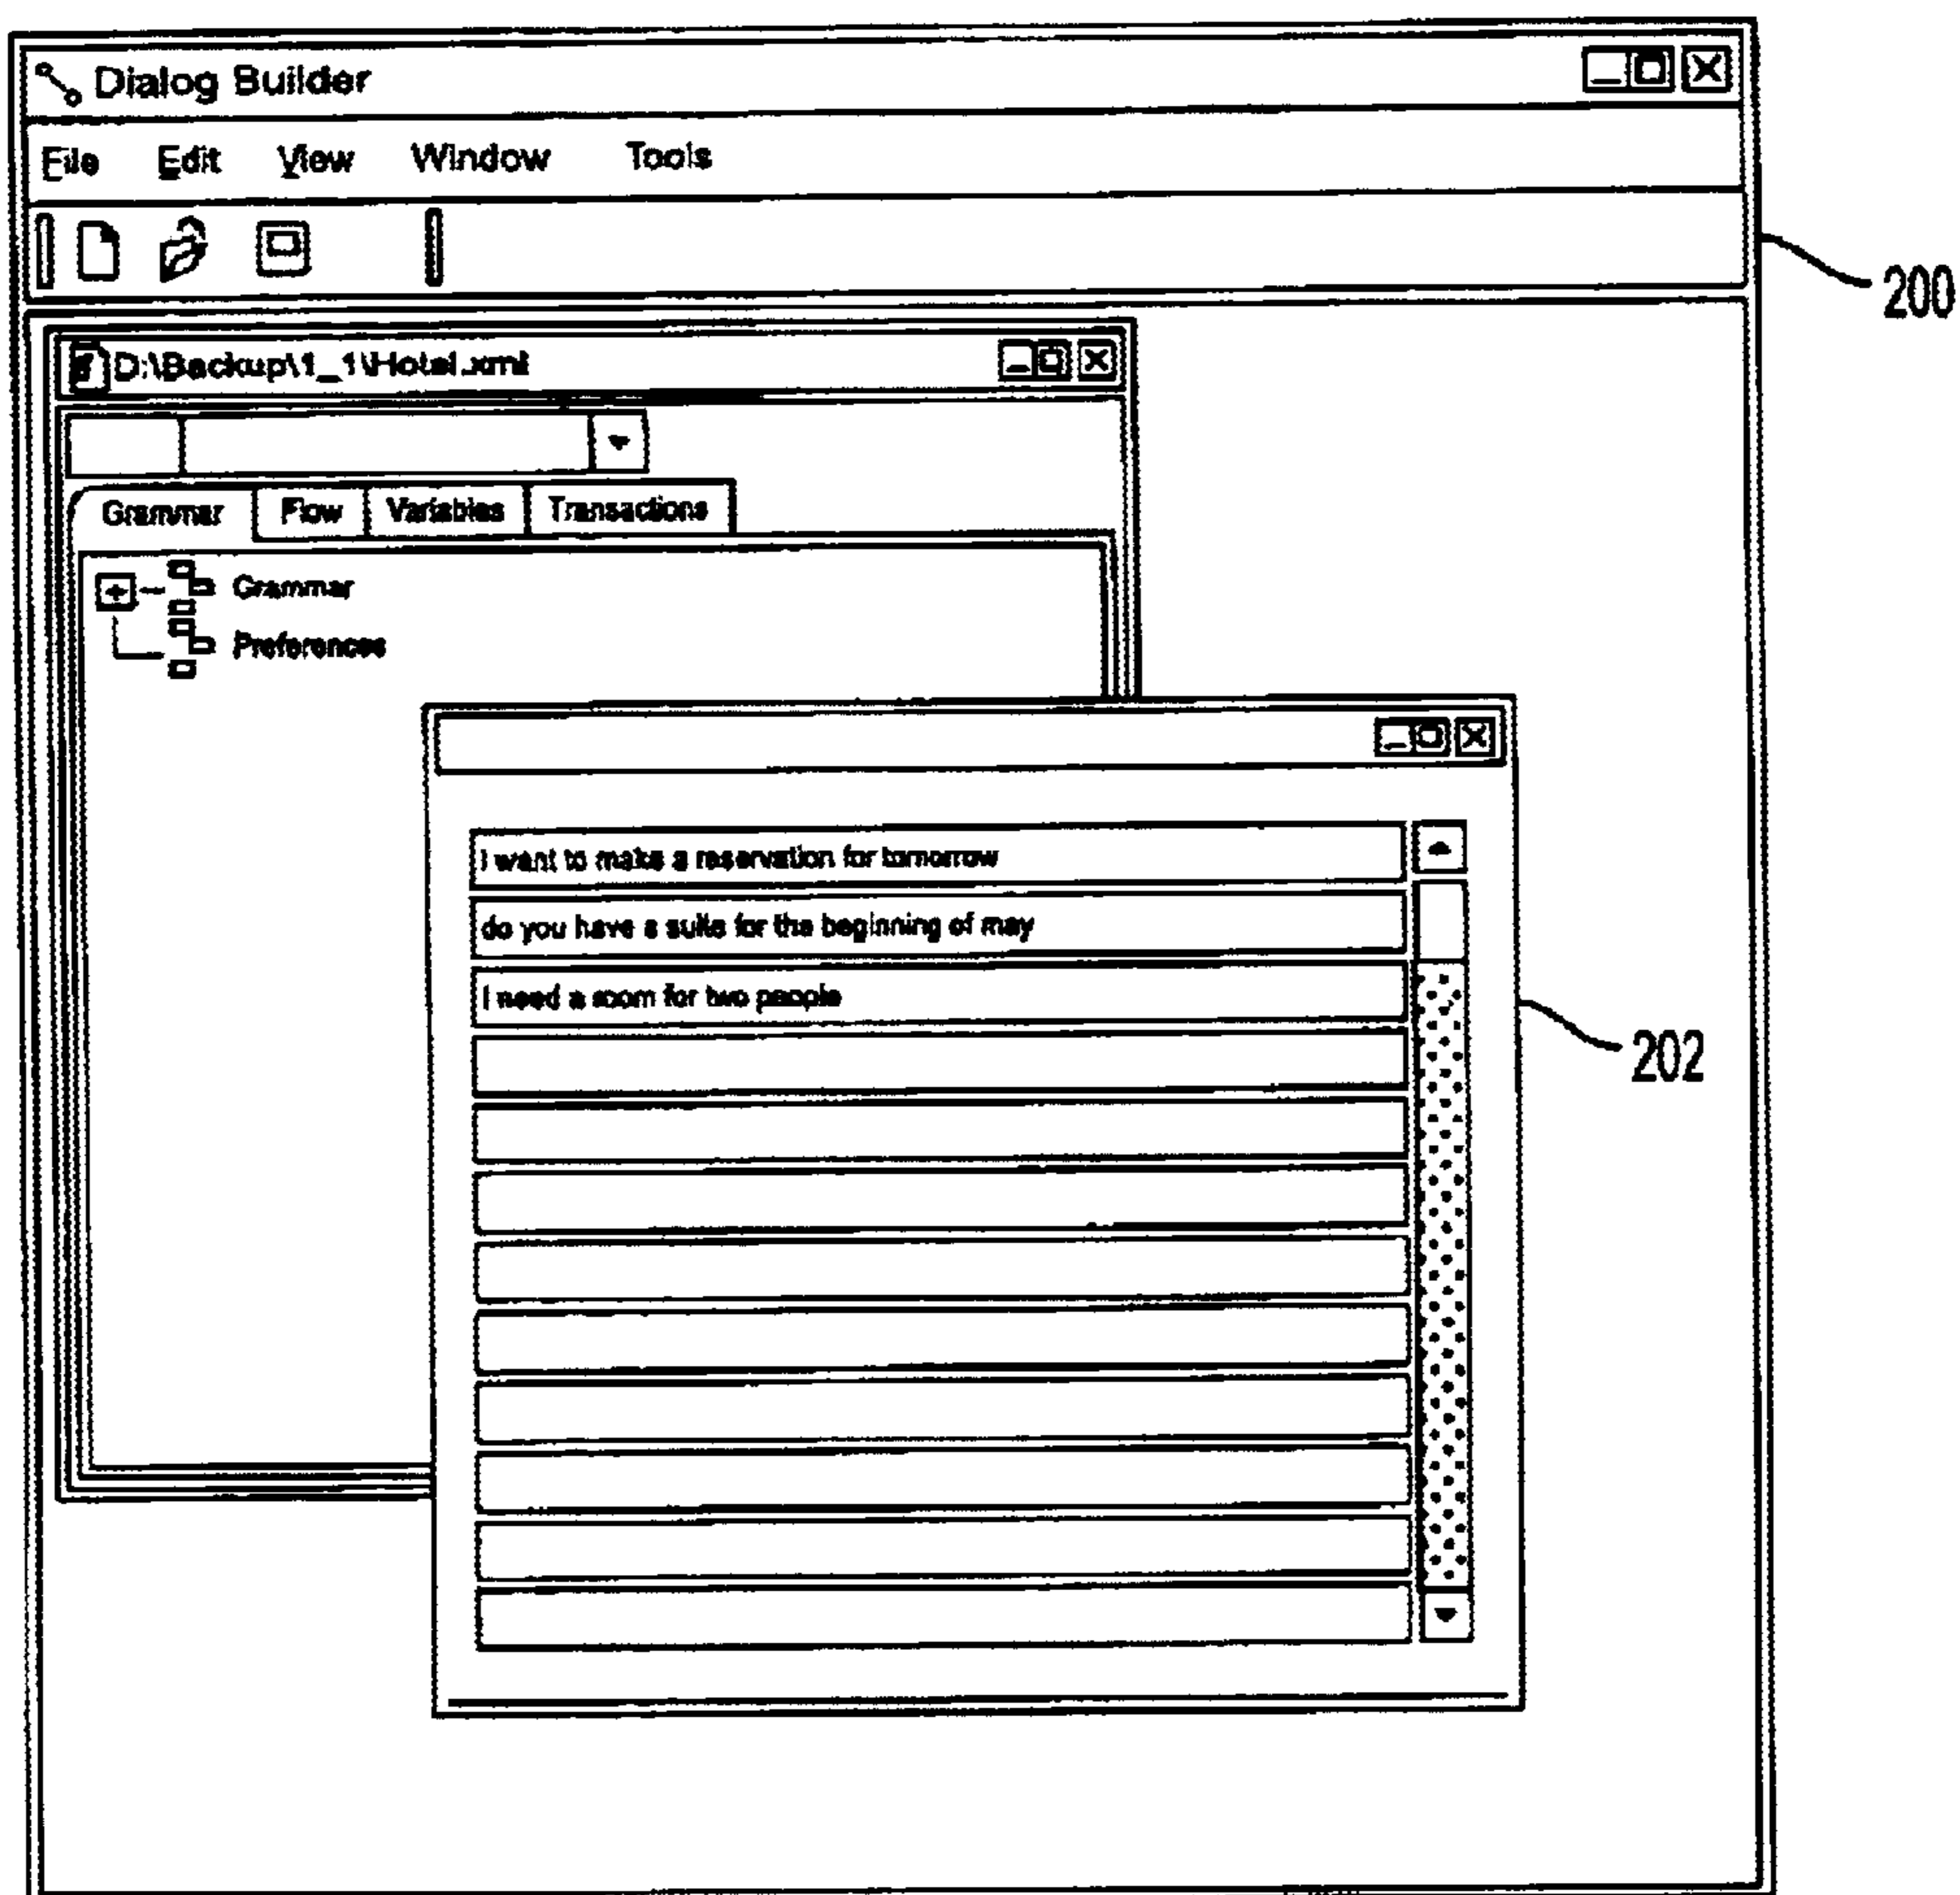 Dialog Builder
File Edit View Window Tools
200
D:\Backup\1_1\Hotel.xml
Grammar Flow Variables Transactions
Grammar
Preferences
I want to make a reservation for tomorrow
do you have a suite for the beginning of may
I need a room for two people
202